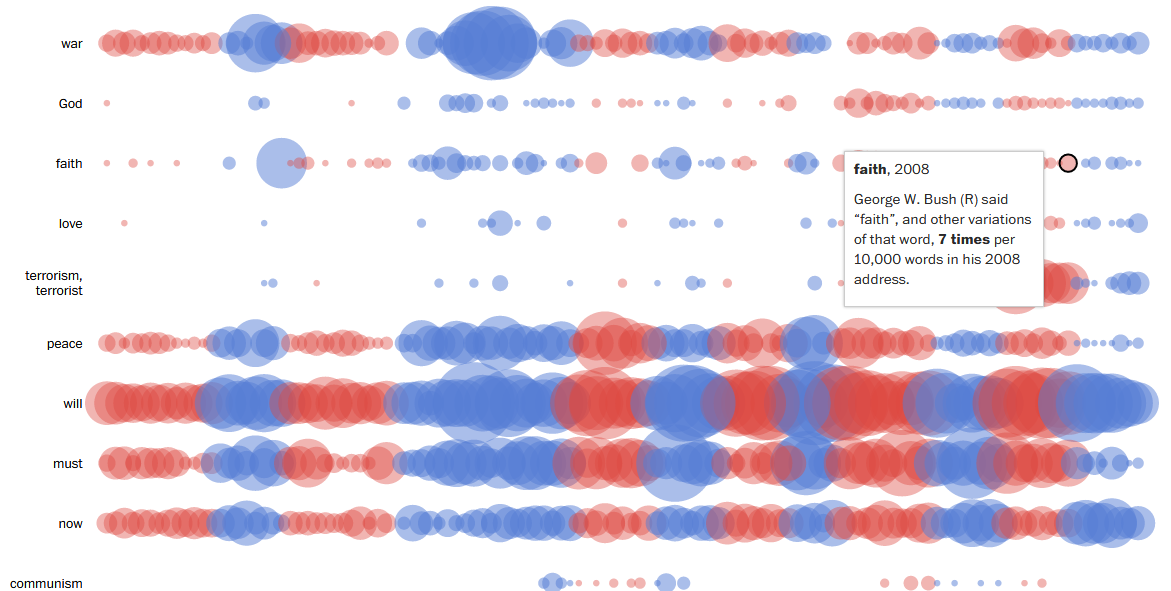 war
God
faith
faith, 2008
George W. Bush (R) said
“faith”, and other variations
of that word, 7 times per
10,000 words in his 2008
address.
love
terrorism,
terrorist
peace
will
must
now
communism